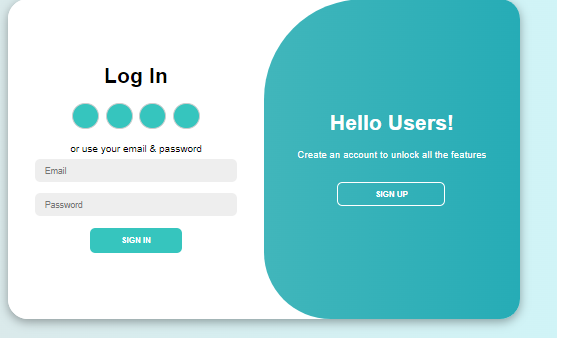 Log In
or use your email & password
Email
Password
SIGN IN
Hello Users!
Create an account to unlock all the features
SIGN UP